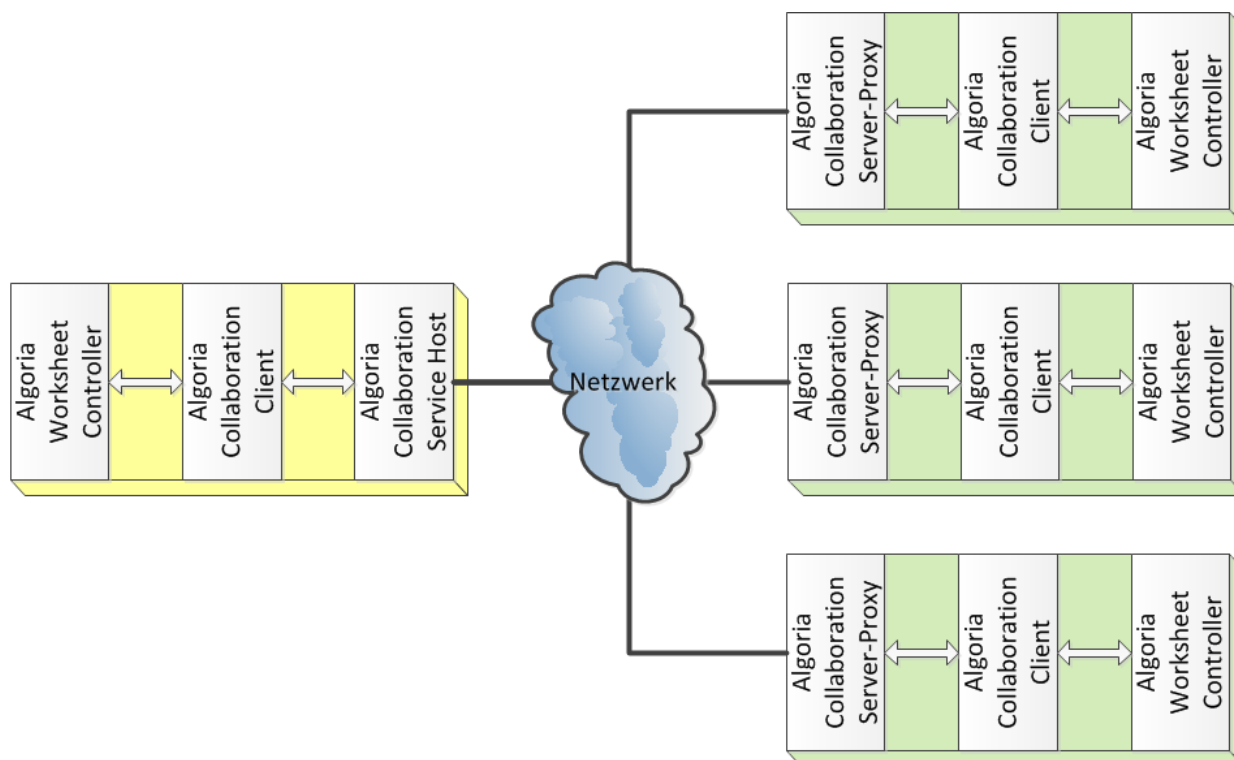 Algoria
Worksheet
Controller
Algoria
Collaboration
Client
Algoria
Collaboration
Service Host
Netzwerk
Algoria
Collaboration
Server-Proxy
Algoria
Collaboration
Client
Algoria
Worksheet
Controller
Algoria
Collaboration
Server-Proxy
Algoria
Collaboration
Client
Algoria
Worksheet
Controller
Algoria
Collaboration
Server-Proxy
Algoria
Collaboration
Client
Algoria
Worksheet
Controller